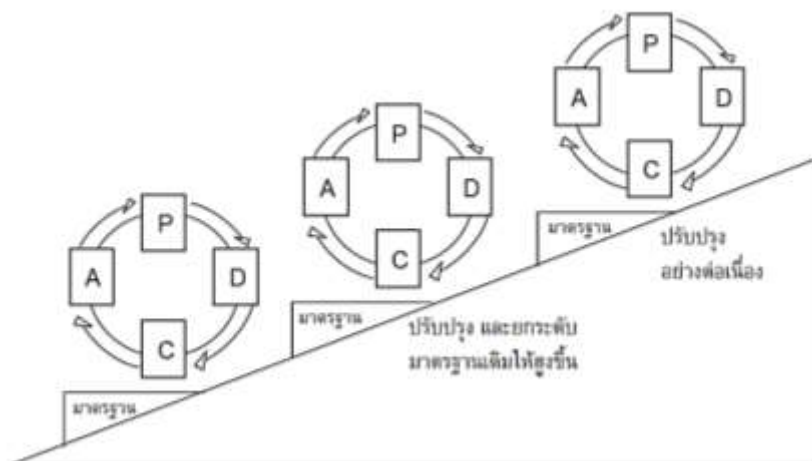 P
A
D
C
มาตรฐาน
P
A
D
C
มาตรฐาน
ปรับปรุง และยกระดับ
มาตรฐานเดิมให้สูงขึ้น
P
A
D
C
มาตรฐาน
ปรับปรุง
อย่างต่อเนื่อง